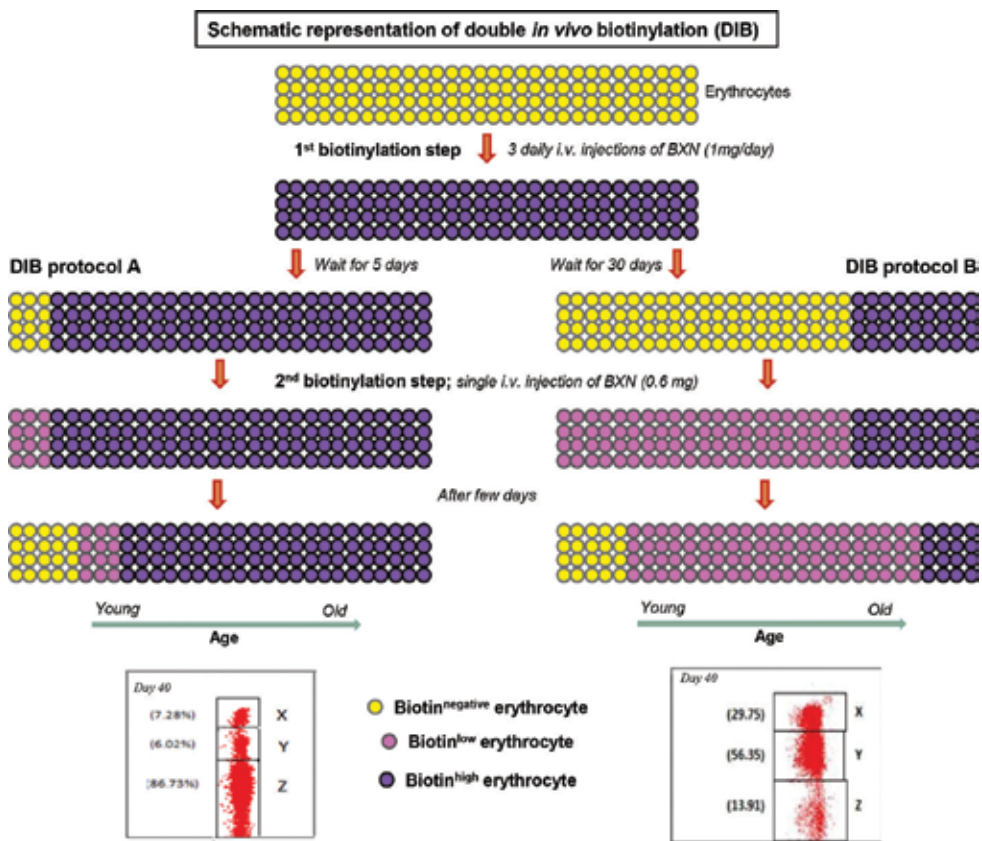 Schematic representation of double in vivo biotinylation (DIB)
Erythrocytes
1st biotinylation step
3 daily i.v. injections of BXN (1mg/day)
DIB protocol A
Wait for 5 days
Wait for 30 days
DIB protocol B
2nd biotinylation step; single i.v. injection of BXN (0.6 mg)
After few days
Young
Old
Age
Young
Old
Age
Day 40
(7.28%)
X
(6.02%)
Y
(86.73%)
Z
Biotinnegative erythrocyte
Biotinlow erythrocyte
Biotinhigh erythrocyte
Day 40
(29.75)
X
(56.35)
Y
(13.91)
Z